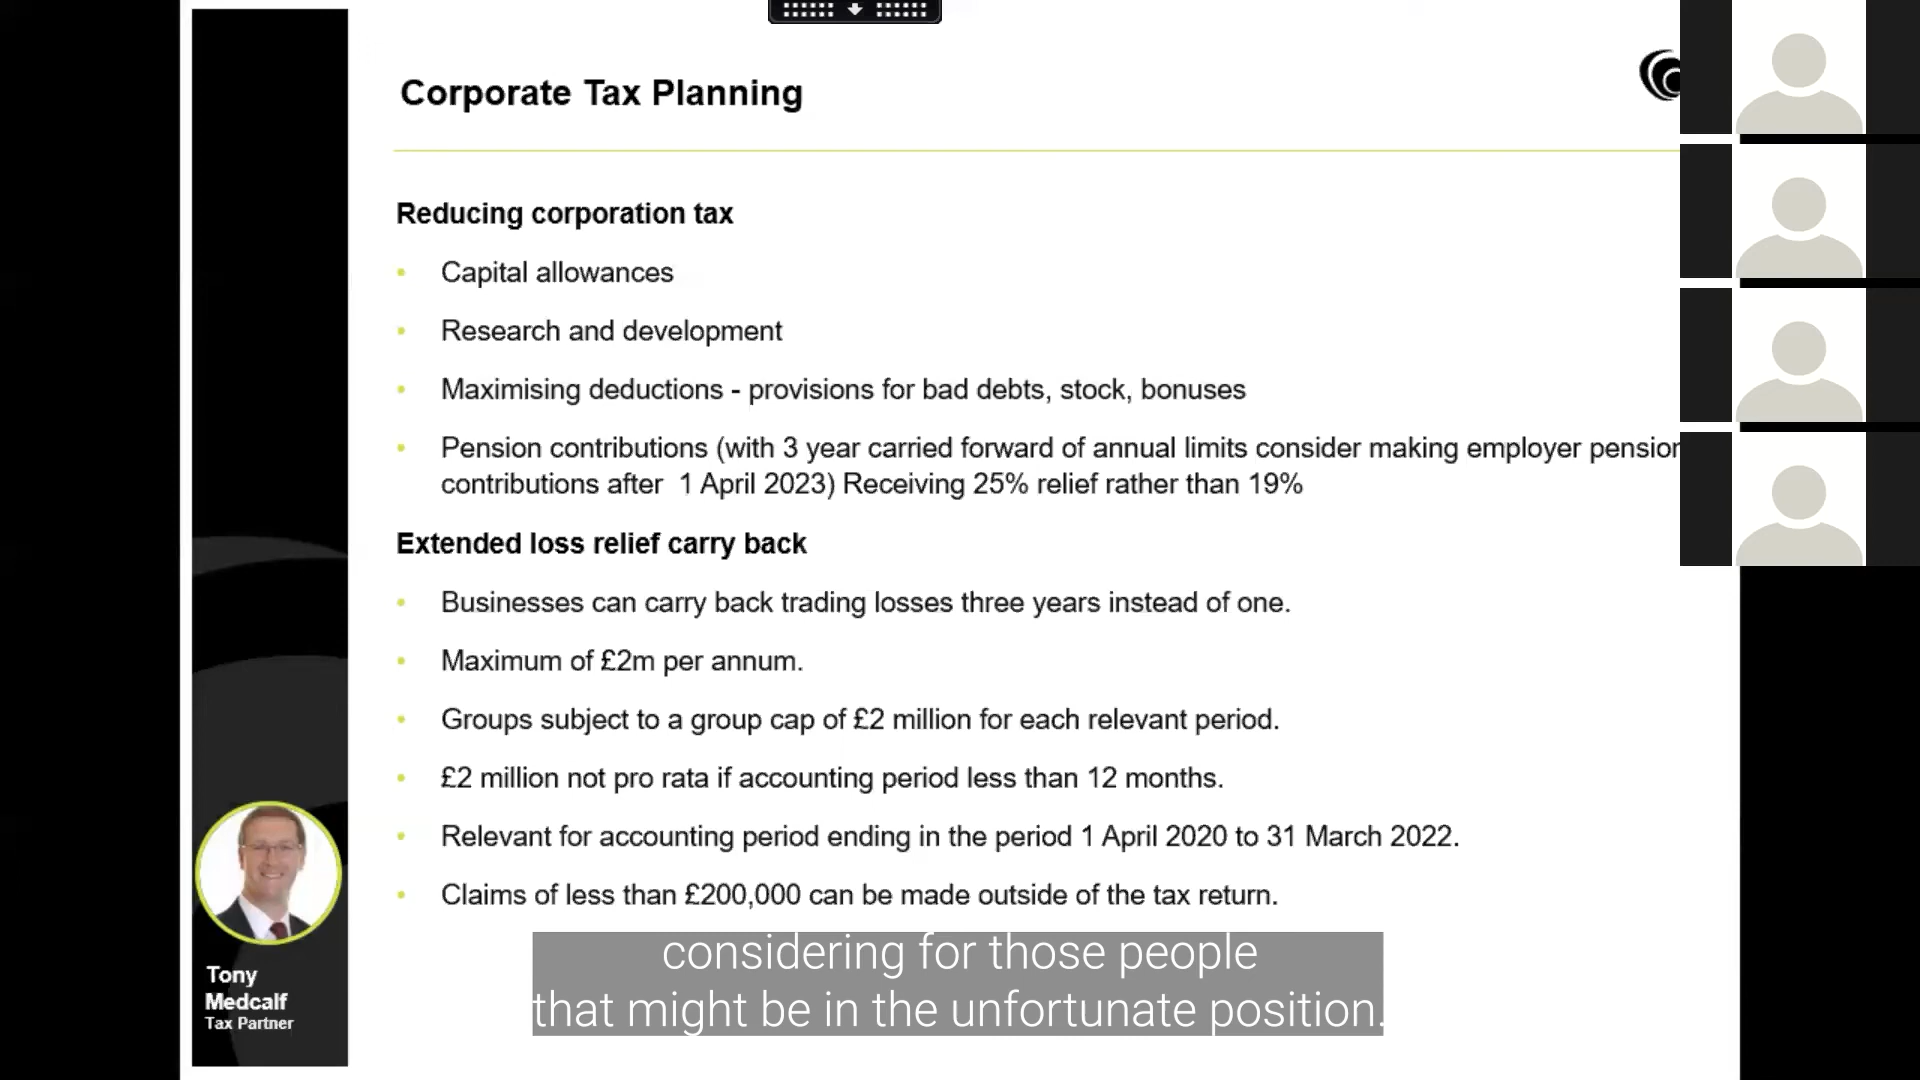 Corporate Tax Planning
Reducing corporation tax
• Capital allowances
• Research and development
• Maximising deductions - provisions for bad debts, stock, bonuses
• Pension contributions (with 3 year carried forward of annual limits consider making employer pension
contributions after 1 April 2023) Receiving 25% relief rather than 19%
Extended loss relief carry back
• Businesses can carry back trading losses three years instead of one.
• Maximum of £2m per annum.
• Groups subject to a group cap of £2 million for each relevant period.
• £2 million not pro rata if accounting period less than 12 months.
• Relevant for accounting period ending in the period 1 April 2020 to 31 March 2022.
• Claims of less than £200,000 can be made outside of the tax return.
Tony
Medcalf
Tax Partner
considering for those people
that might be in the unfortunate position.